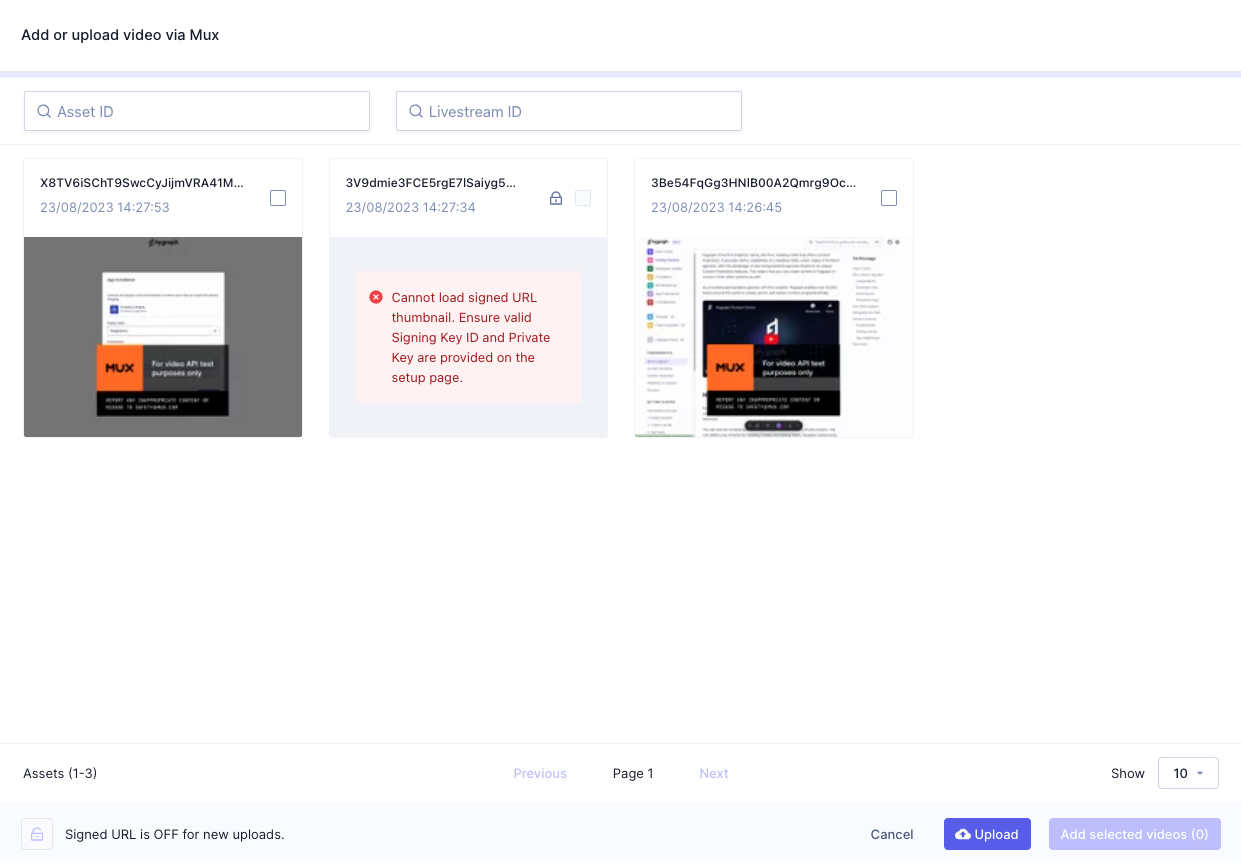 Add or upload video via Mux
Asset ID
Livestream ID
X8TV6iSChT9SwcCyJijmVRA41M...
23/08/2023 14:27:53
3V9dmie3FCE5rgE7ISaiyg5...
23/08/2023 14:27:34
3Be54FqGg3HNIB00A2Qmrg9Oc...
23/08/2023 14:26:45
hygraph
MUX
For video API test
purposes only
REPORT ANY INAPPROPRIATE CONTENT OR
MISUSE TO SAFETY@MUX.COM
Cannot load signed URL
thumbnail. Ensure valid
Signing Key ID and Private
Key are provided on the
setup page.
hygraph
MUX
For video API test
purposes only
REPORT ANY INAPPROPRIATE CONTENT OR
MISUSE TO SAFETY@MUX.COM
Assets (1-3)
Previous
Page 1
Next
Show
10
Signed URL is OFF for new uploads.
Cancel
Upload
Add selected videos (0)